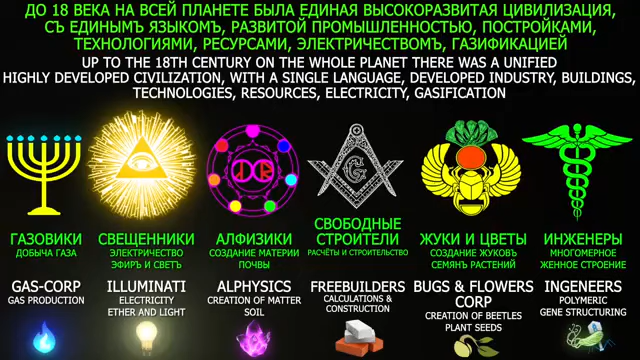 ДО 18 ВЕКА НА ВСЕЙ ПЛАНЕТЕ БЫЛА ЕДИНАЯ ВЫСОКОРАЗВИТАЯ ЦИВИЛИЗАЦИЯ,
СЪ ЕДИНЫМЪ ЯЗЫКОМЪ, РАЗВИТОЙ ПРОМЫШЛЕННОСТЬЮ, ПОСТРОЙКАМИ,
ТЕХНОЛОГИЯМИ, РЕСУРСАМИ, ЭЛЕКТРИЧЕСТВОМЪ, ГАЗИФИКАЦИЕЙ
UP TO THE 18TH CENTURY ON THE WHOLE PLANET THERE WAS A UNIFIED
HIGHLY DEVELOPED CIVILIZATION, WITH A SINGLE LANGUAGE, DEVELOPED INDUSTRY, BUILDINGS,
TECHNOLOGIES, RESOURCES, ELECTRICITY, GASIFICATION
G
ГАЗОВИКИ
ДОБЫЧА ГАЗА
GAS-CORP
GAS PRODUCTION
СВЕЩЕННИКИ
ЭЛЕКТРИЧЕСТВО
ЭФИРЪ И СВЕТЪ
ILLUMINATI
ELECTRICITY
ETHER AND LIGHT
АЛФИЗИКИ
СОЗДАНИЕ МАТЕРИИ
ПОЧВЫ
ALPHYSICS
CREATION OF MATTER
SOIL
СВОБОДНЫЕ
СТРОИТЕЛИ
РАСЧЁТЫ И СТРОИТЕЛЬСТВО
FREEBUILDERS
CALCULATIONS &
CONSTRUCTION
ЖУКИ И ЦВЕТЫ
СОЗДАНИЕ ЖУКОВЪ
СЕМЯНЪ РАСТЕНИЙ
BUGS & FLOWERS
CORP
CREATION OF BEETLES
PLANT SEEDS
ИНЖЕНЕРЫ
МНОГОМЕРНОЕ
ЖЕННОЕ СТРОЕНИЕ
INGENEERS
POLYMERIC
GENE STRUCTURING